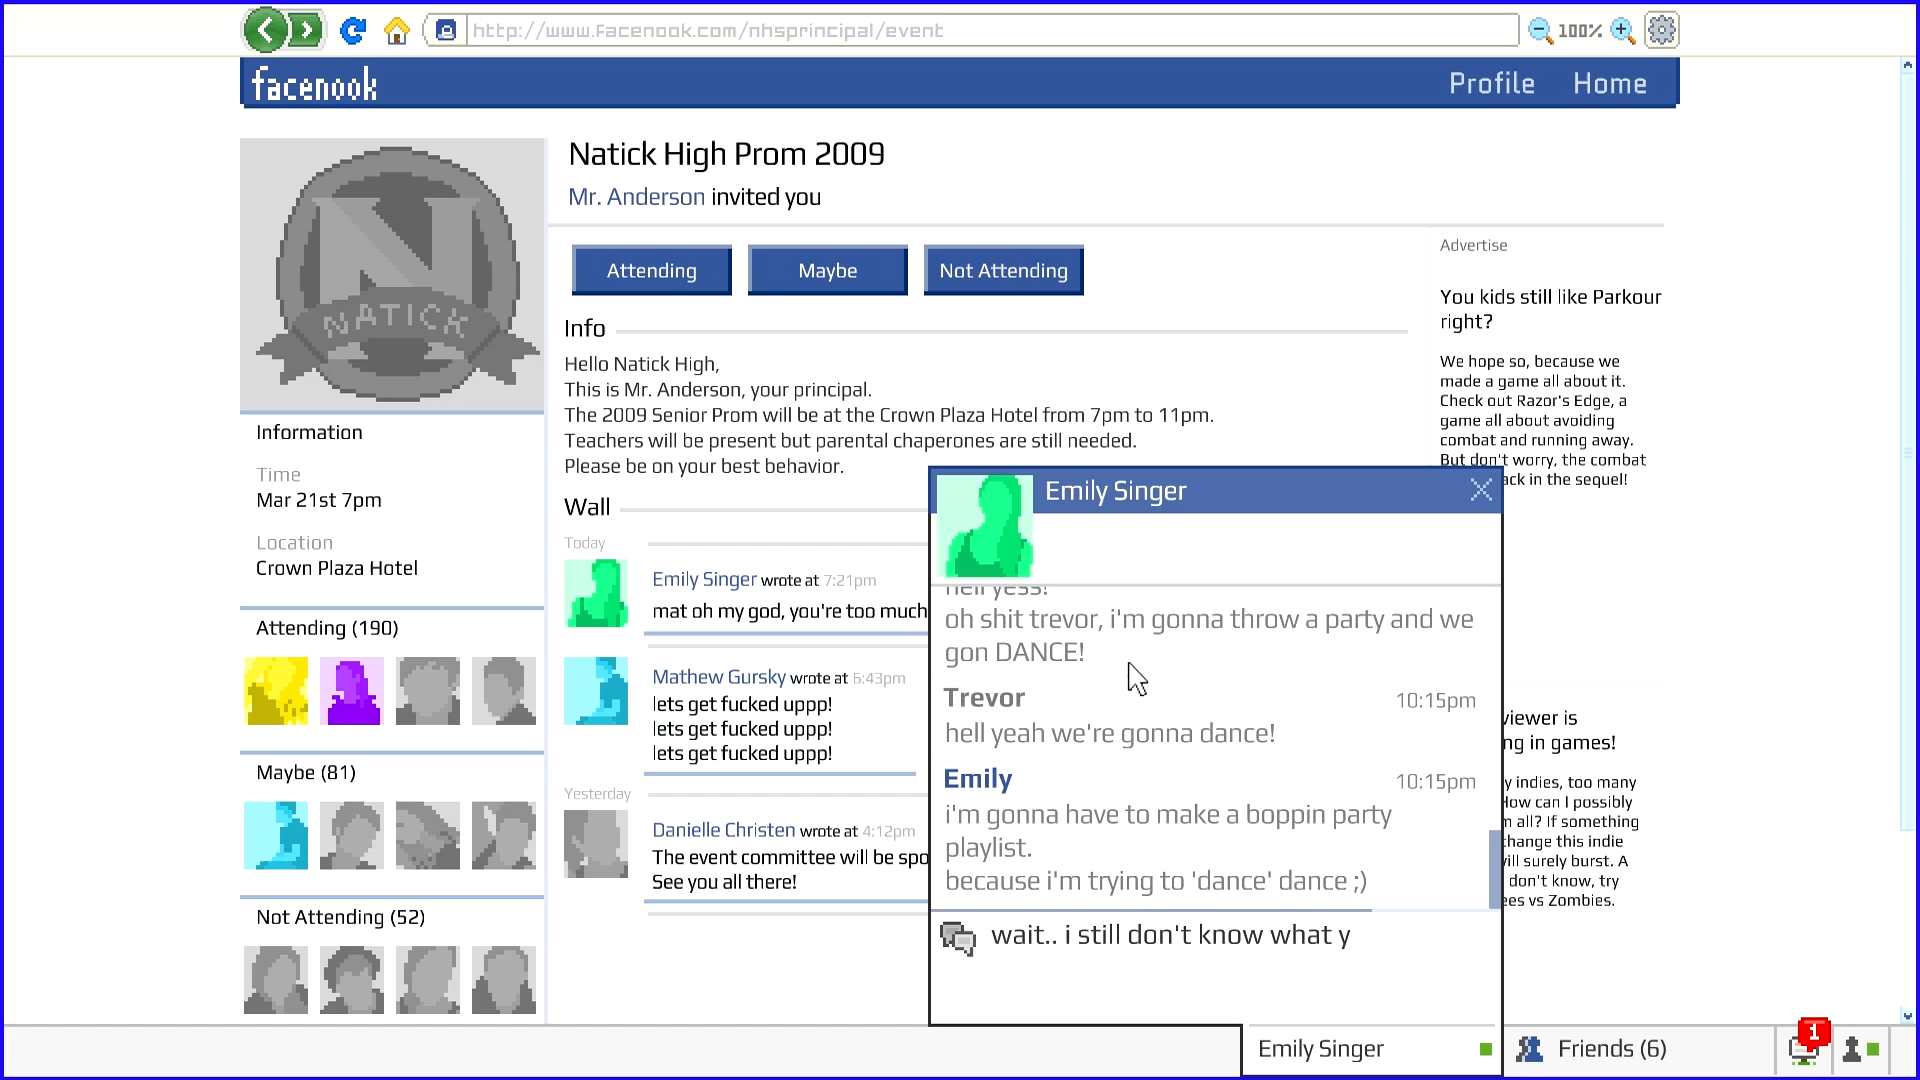 http://www.facenook.com/nhsprincipal/event
100%
facenook
Profile
Home
NATICK
Natick High Prom 2009
Mr. Anderson invited you
Attending
Maybe
Not Attending
Info
Hello Natick High,
This is Mr. Anderson, your principal.
The 2009 Senior Prom will be at the Crown Plaza Hotel from 7pm to 11pm.
Teachers will be present but parental chaperones are still needed.
Please be on your best behavior.
Wall
Today
Emily Singer wrote at 7:21pm
mat oh my god, you're too much
Mathew Gursky wrote at 6:43pm
lets get fucked uppp!
lets get fucked uppp!
lets get fucked uppp!
Yesterday
Danielle Christen wrote at 4:12pm
The event committee will be spo
See you all there!
Information
Time
Mar 21st 7pm
Location
Crown Plaza Hotel
Attending (190)
Maybe (81)
Not Attending (52)
Advertise
You kids still like Parkour
right?
We hope so, because we
made a game all about it.
Check out Razor's Edge, a
game all about avoiding
combat and running away.
But don't worry, the combat
ack in the sequel!
viewer is
ng in games!
y indies, too many
How can I possibly
m all? If something
change this indie
will surely burst. A
don't know, try
ees vs Zombies.
Emily Singer
hell yess!
oh shit trevor, i'm gonna throw a party and we
gon DANCE!
Trevor 10:15pm
hell yeah we're gonna dance!
Emily 10:15pm
i'm gonna have to make a boppin party
playlist.
because i'm trying to 'dance' dance ;)
wait.. i still don't know what y
Emily Singer
Friends (6)
1